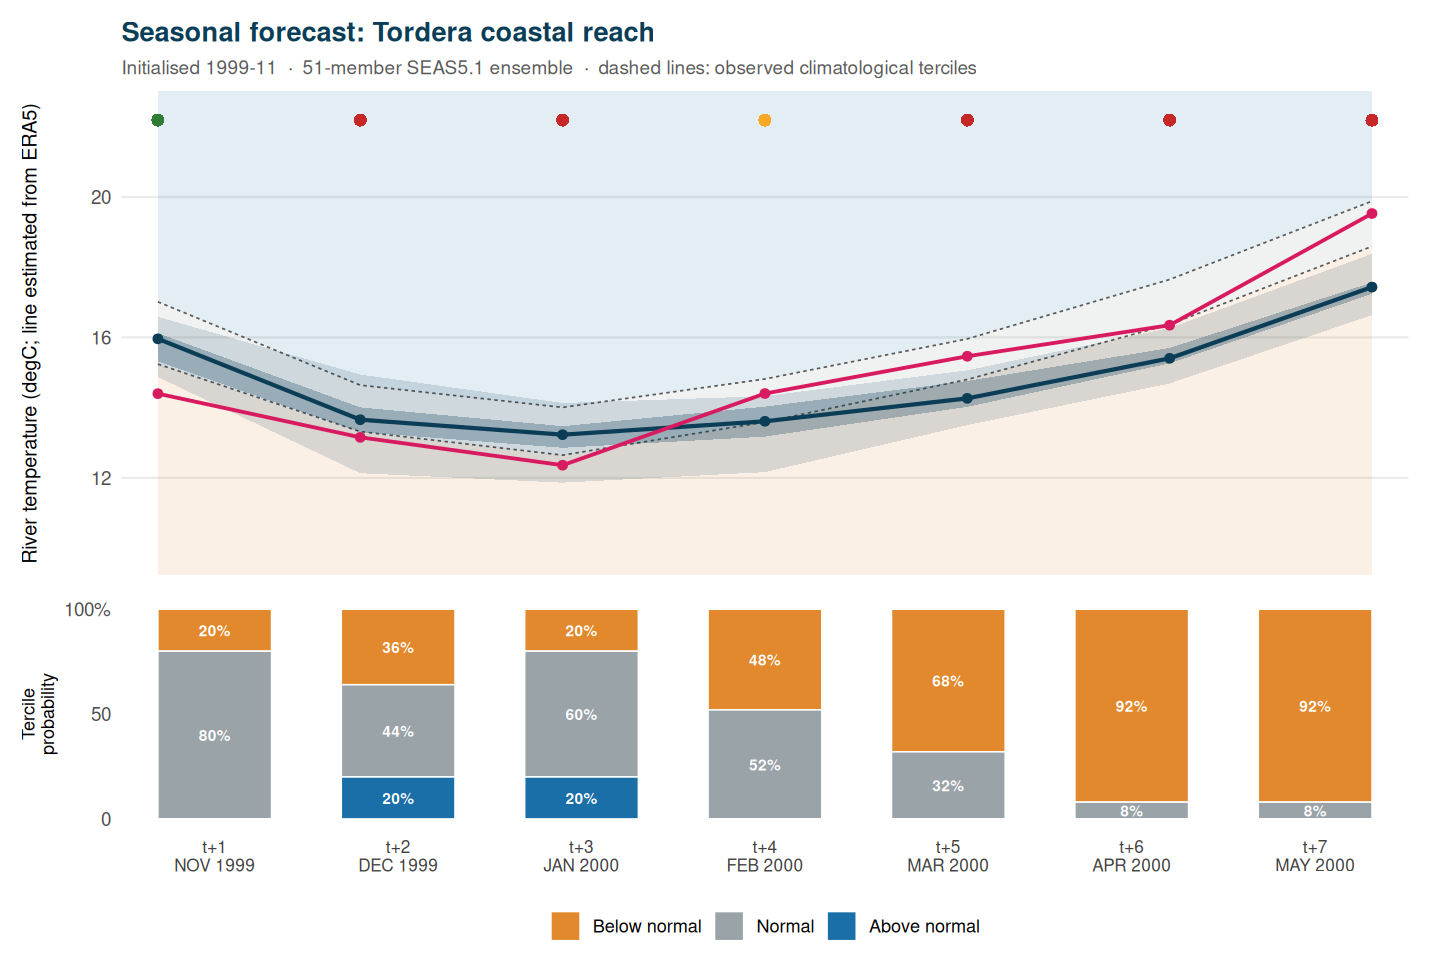 Seasonal forecast: Tordera coastal reach
Initialised 1999-11 · 51-member SEAS5.1 ensemble · dashed lines: observed climatological terciles
River temperature (degC; line estimated from ERA5)
20
16
12
Tercile
probability
100%
50
0
20%
80%
36%
44%
20%
20%
60%
20%
48%
52%
68%
32%
92%
8%
92%
8%
t+1
NOV 1999
t+2
DEC 1999
t+3
JAN 2000
t+4
FEB 2000
t+5
MAR 2000
t+6
APR 2000
t+7
MAY 2000
Below normal
Normal
Above normal